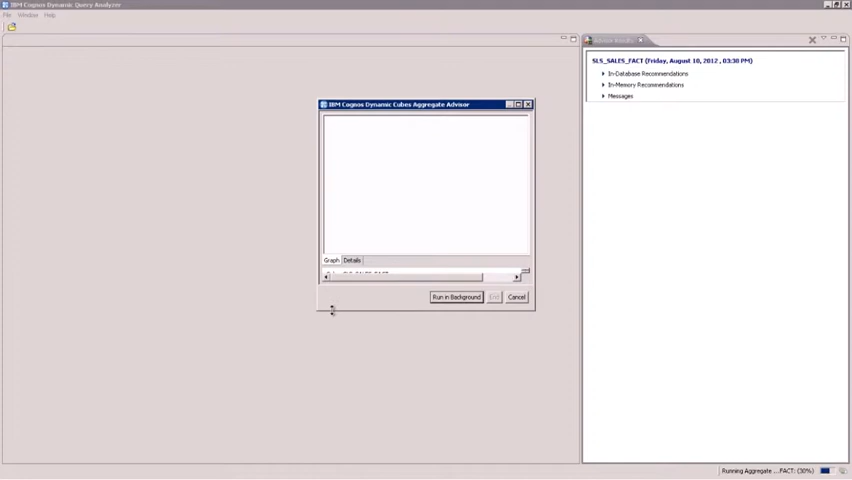 IBM Cognos Dynamic Query Analyzer
File Window Help
SLS_SALES_FACT (Friday, August 10, 2012 , 03:38 PM)
In-Database Recommendations
In-Memory Recommendations
Messages
IBM Cognos Dynamic Cubes Aggregate Advisor
Graph Details
Run in Background End Cancel
Running Aggregate ...FACT: (30%)